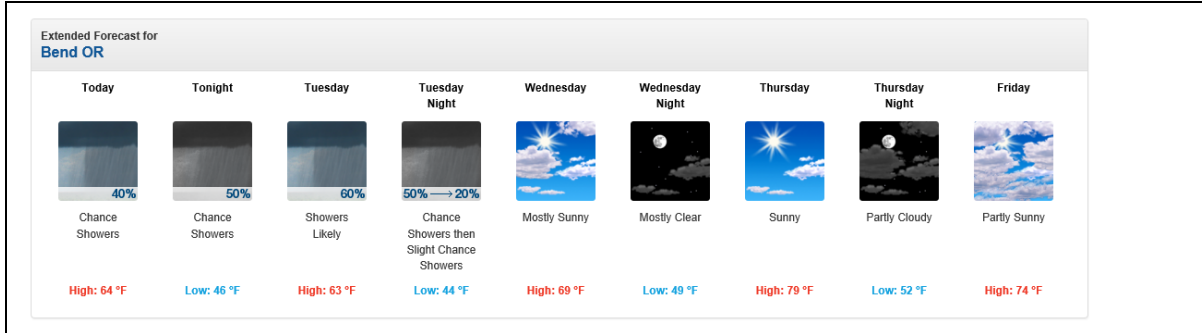 Extended Forecast for
Bend OR
Today
Tonight
Tuesday
Tuesday
Night
Wednesday
Wednesday
Night
Thursday
Thursday
Night
Friday
40%
50%
60%
50% → 20%
Chance
Showers
Chance
Showers
Showers
Likely
Chance
Showers then
Slight Chance
Showers
Mostly Sunny
Mostly Clear
Sunny
Partly Cloudy
Partly Sunny
High: 64 °F
Low: 46 °F
High: 63 °F
Low: 44 °F
High: 69 °F
Low: 49 °F
High: 79 °F
Low: 52 °F
High: 74 °F